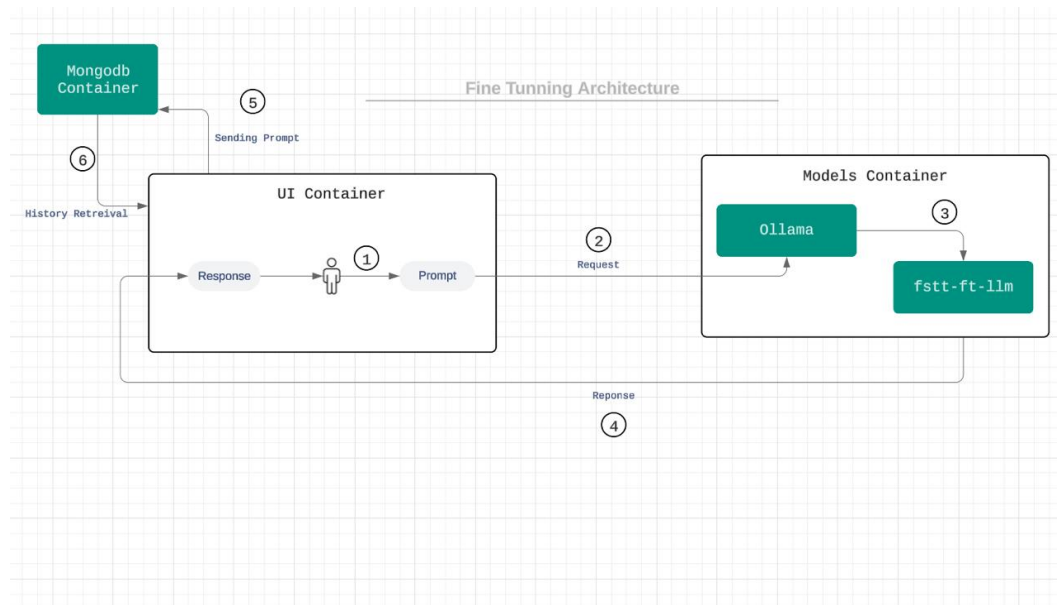 Mongodb
Container
Fine Tunning Architecture
5
Sending Prompt
6
History Retreival
UI Container
Response
1
Prompt
2
Request
Models Container
Ollama
3
fstt-ft-llm
Reponse
4